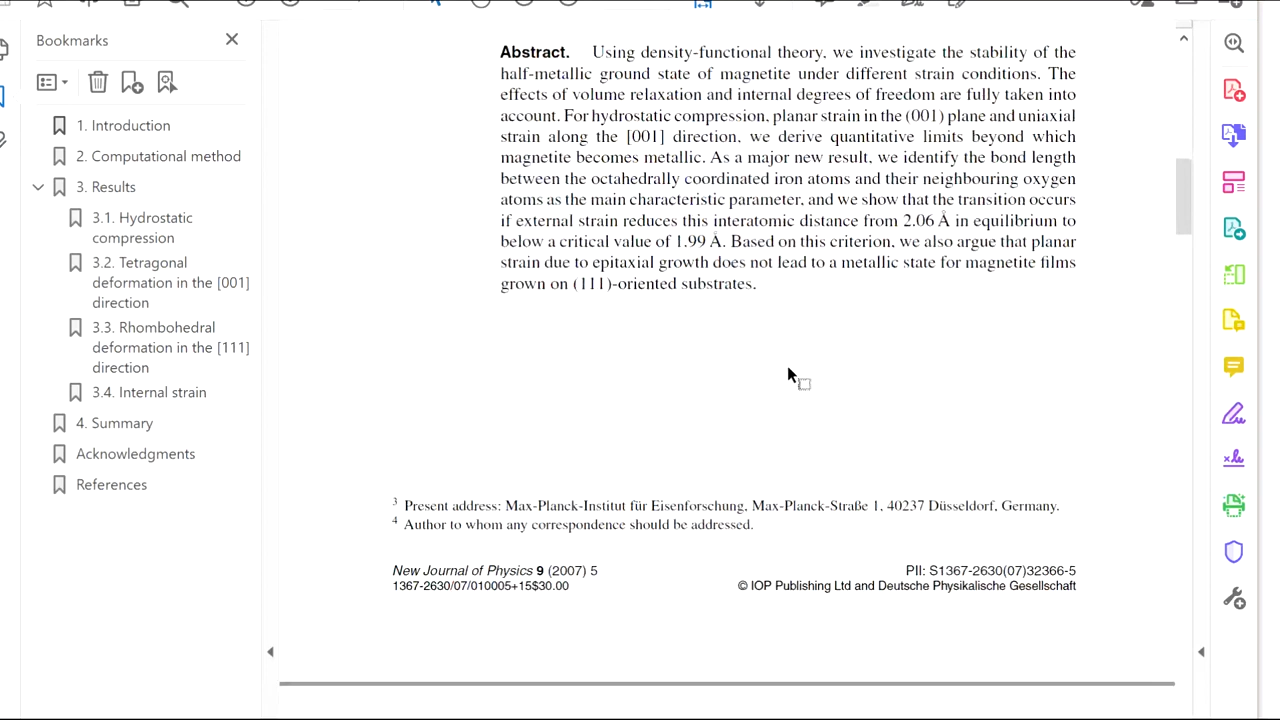 Bookmarks
1. Introduction
2. Computational method
3. Results
3.1. Hydrostatic
compression
3.2. Tetragonal
deformation in the [001]
direction
3.3. Rhombohedral
deformation in the [111]
direction
3.4. Internal strain
4. Summary
Acknowledgments
References
Abstract. Using density-functional theory, we investigate the stability of the
half-metallic ground state of magnetite under different strain conditions. The
effects of volume relaxation and internal degrees of freedom are fully taken into
account. For hydrostatic compression, planar strain in the (001) plane and uniaxial
strain along the [001] direction, we derive quantitative limits beyond which
magnetite becomes metallic. As a major new result, we identify the bond length
between the octahedrally coordinated iron atoms and their neighbouring oxygen
atoms as the main characteristic parameter, and we show that the transition occurs
if external strain reduces this interatomic distance from 2.06 Å in equilibrium to
below a critical value of 1.99 Å. Based on this criterion, we also argue that planar
strain due to epitaxial growth does not lead to a metallic state for magnetite films
grown on (111)-oriented substrates.
3 Present address: Max-Planck-Institut für Eisenforschung, Max-Planck-Straße 1, 40237 Düsseldorf, Germany.
4 Author to whom any correspondence should be addressed.
New Journal of Physics 9 (2007) 5
1367-2630/07/010005+15$30.00
PII: S1367-2630(07)32366-5
© IOP Publishing Ltd and Deutsche Physikalische Gesellschaft